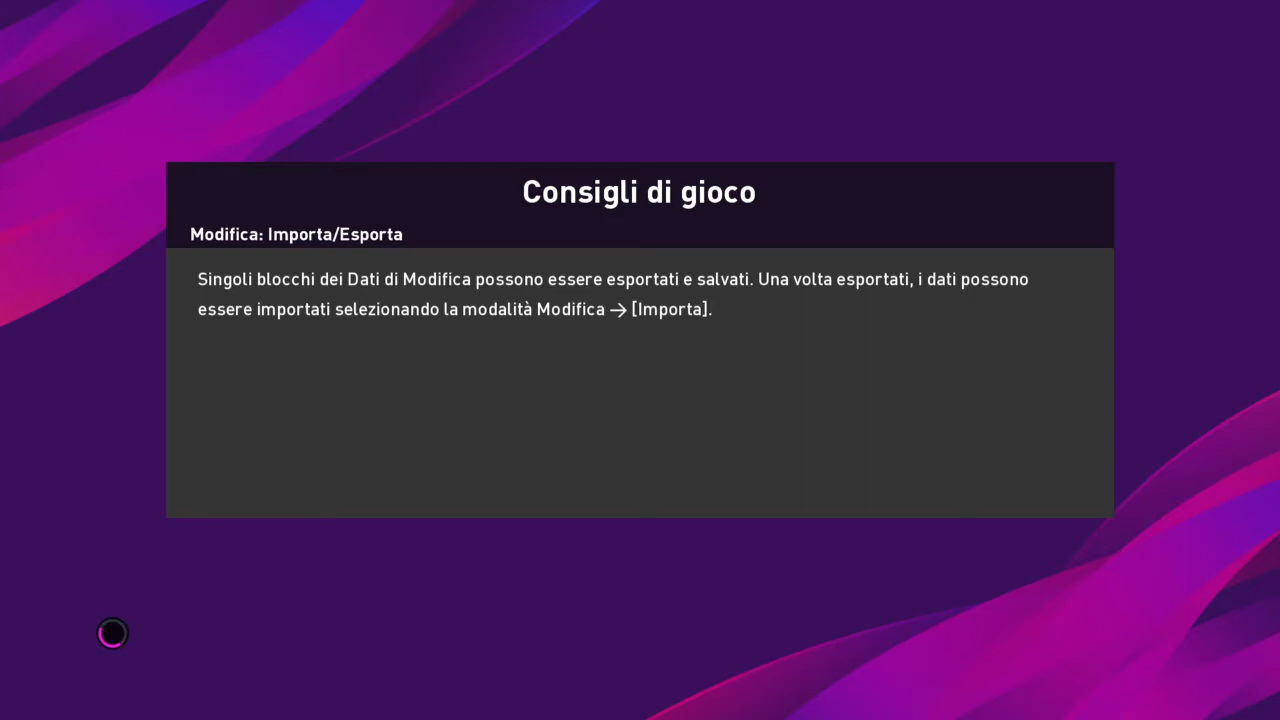 Consigli di gioco
Modifica: Importa/Esporta
Singoli blocchi dei Dati di Modifica possono essere esportati e salvati. Una volta esportati, i dati possono
essere importati selezionando la modalità Modifica → [Importa].